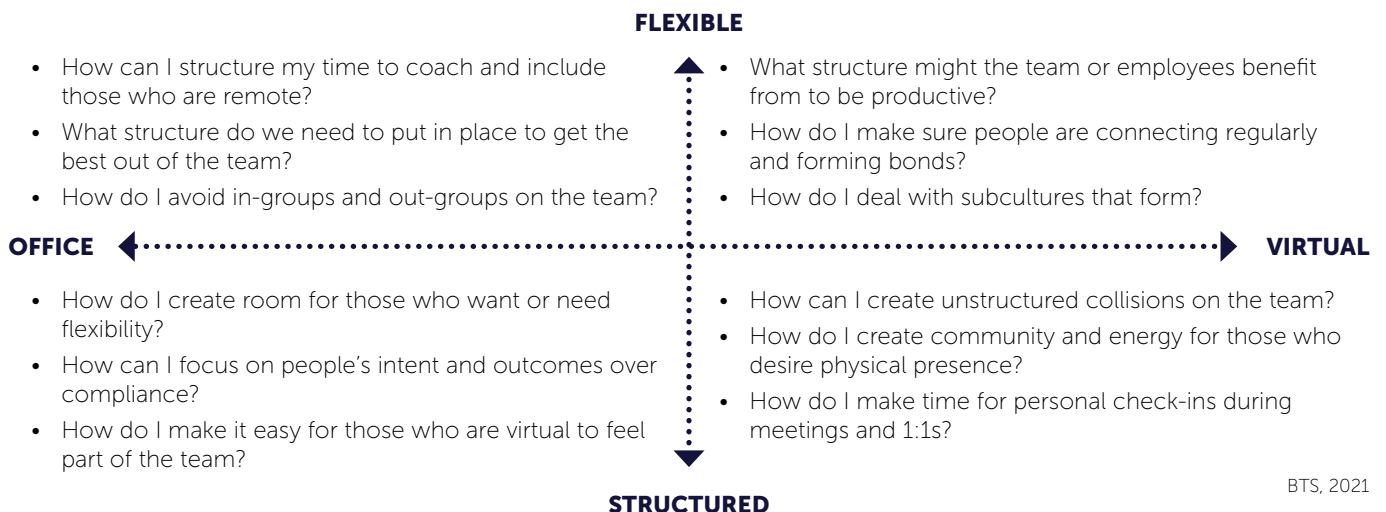 FLEXIBLE
• How can I structure my time to coach and include
those who are remote?
• What structure do we need to put in place to get the
best out of the team?
• How do I avoid in-groups and out-groups on the team?
• What structure might the team or employees benefit
from to be productive?
• How do I make sure people are connecting regularly
and forming bonds?
• How do I deal with subcultures that form?
OFFICE
VIRTUAL
• How do I create room for those who want or need
flexibility?
• How can I focus on people’s intent and outcomes over
compliance?
• How do I make it easy for those who are virtual to feel
part of the team?
• How can I create unstructured collisions on the team?
• How do I create community and energy for those who
desire physical presence?
• How do I make time for personal check-ins during
meetings and 1:1s?
BTS, 2021
STRUCTURED